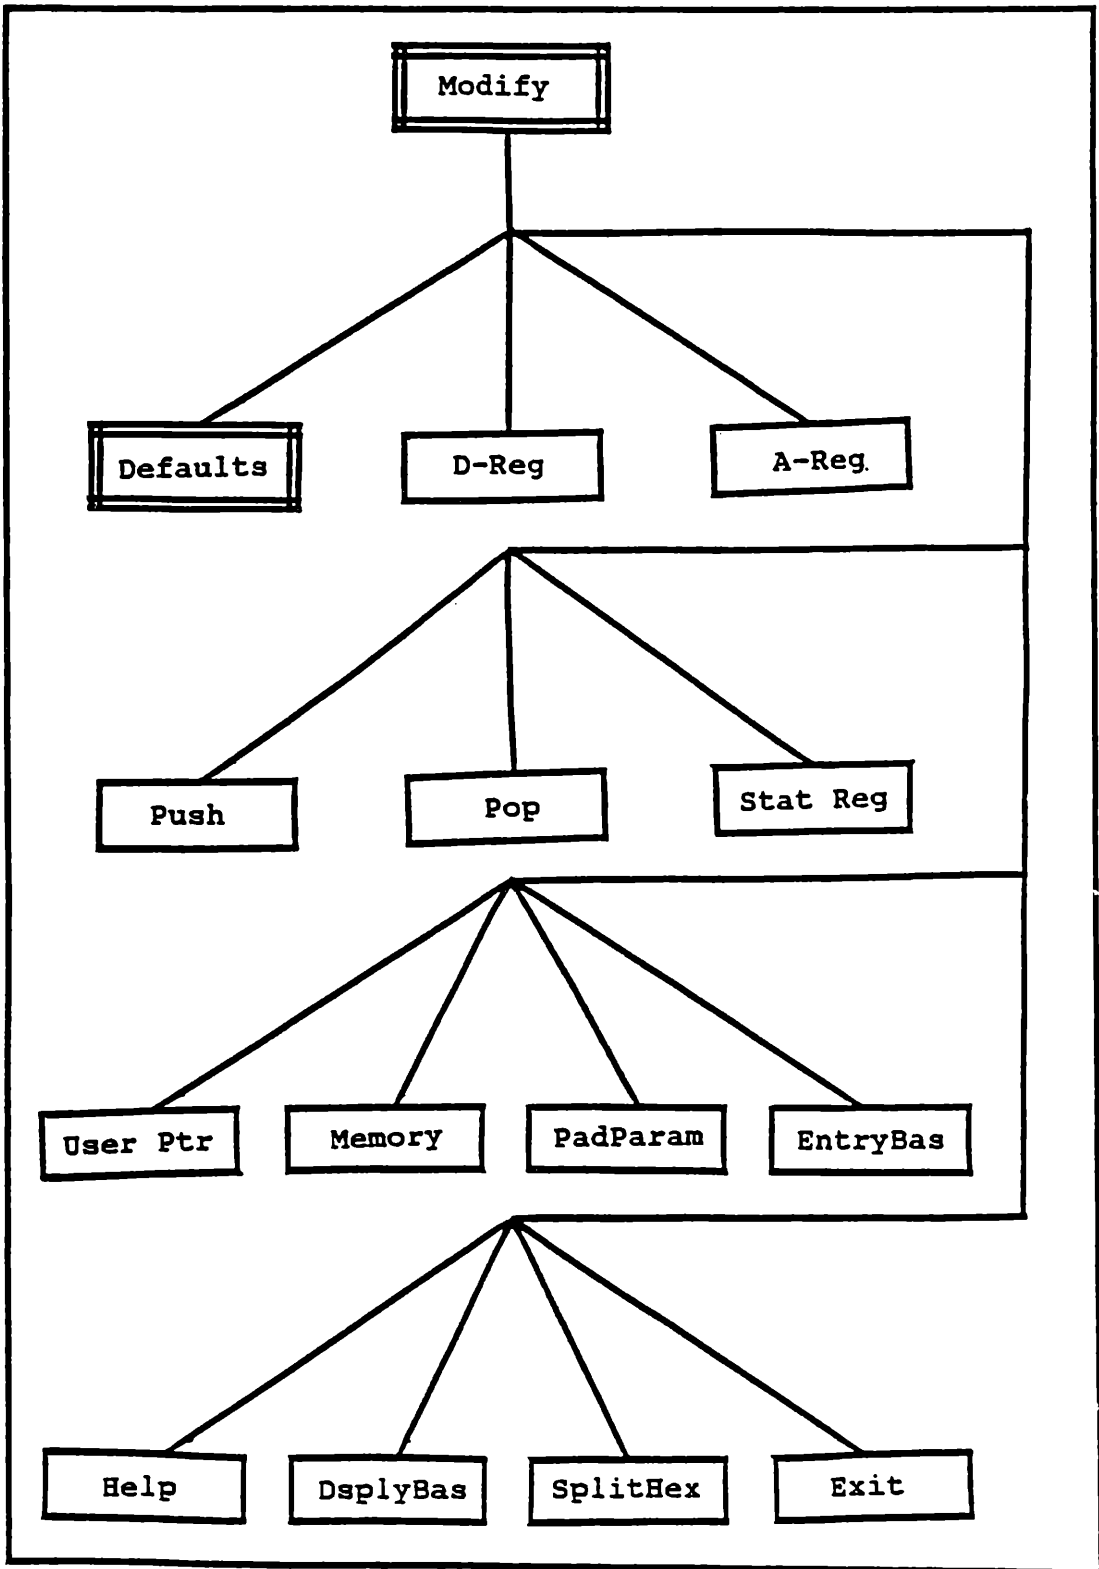 Modify
Defaults
D-Reg
A-Reg.
Push
Pop
Stat Reg
User Ptr
Memory
PadParam
EntryBas
Help
DsplyBas
SplitHex
Exit